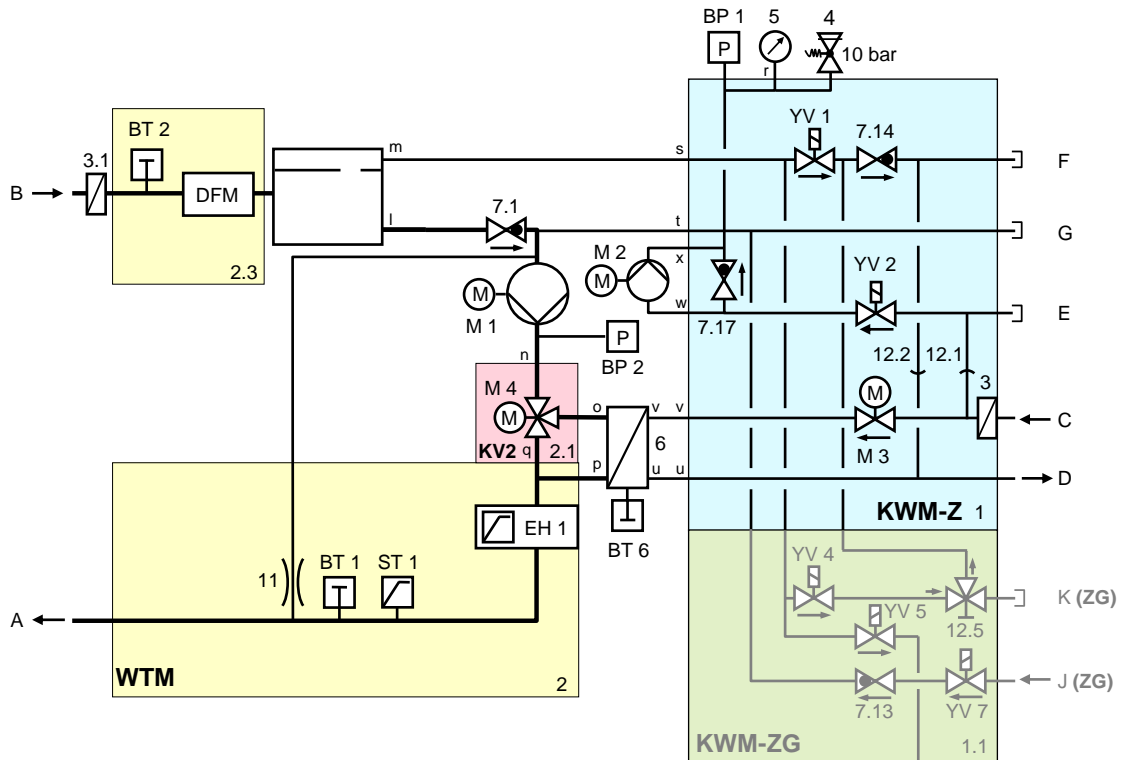 BP 1
5
4
P
10 bar
r
BT 2
YV 1
7.14
3.1
m
s
F
B
DFM
l
7.1
t
G
M 2
x
YV 2
2.3
M
M
w
E
M 1
7.17
P
12.2
12.1
n
BP 2
3
M 4
M
M
o
v
v
C
6
M 3
KV2
q
2.1
p
u
u
D
KWM-Z
1
EH 1
BT 6
YV 4
11
BT 1
ST 1
K (ZG)
YV 5
12.5
A
WTM
2
J (ZG)
7.13
YV 7
KWM-ZG
1.1